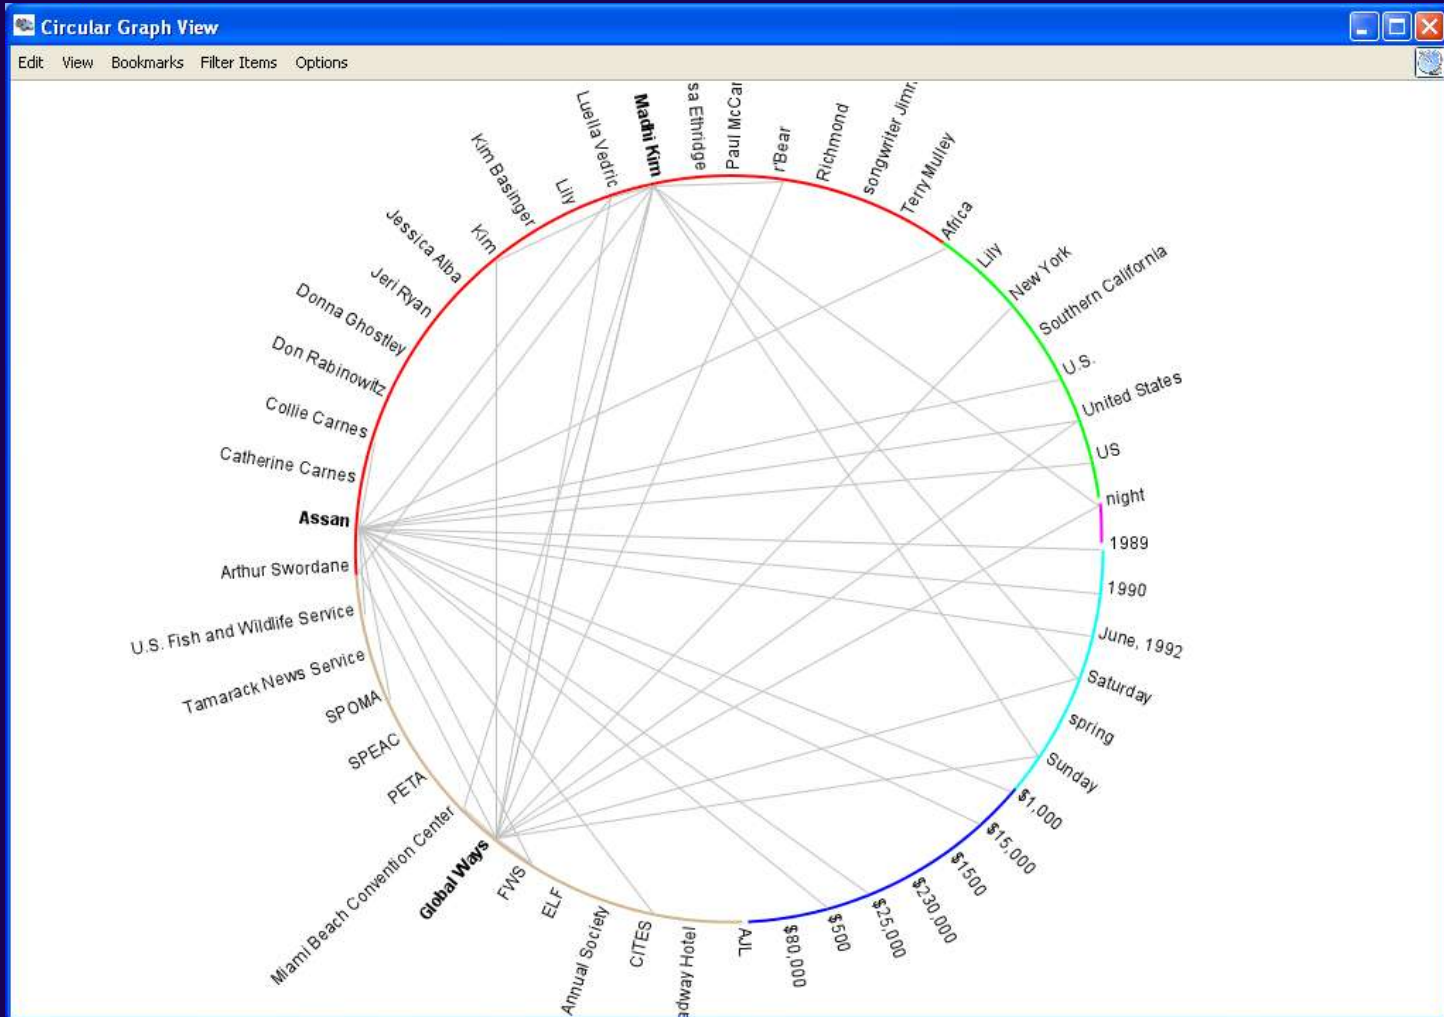 Circular Graph View
Edit View Bookmarks Filter Items Options
Luella Vedric
Madhi Kim
sa Ethridge
Paul McCar
r'Bear
Richmond
songwriter Jimm
Terry Mulley
Africa
Lily
New York
Southern California
U.S.
United States
US
night
1989
1990
June, 1992
Saturday
spring
Sunday
$1,000
$15,000
$1500
$230,000
$25,000
$500
$80,000
AJL
adway Hotel
CITES
Annual Society
ELF
FWS
Global Ways
Miami Beach Convention Center
PETA
SPEAC
SPOMA
Tamarack News Service
U.S. Fish and Wildlife Service
Arthur Swordane
Assan
Catherine Carnes
Collie Carnes
Don Rabinowitz
Donna Ghostley
Jeri Ryan
Jessica Alba
Kim
Kim Basinger
Lily